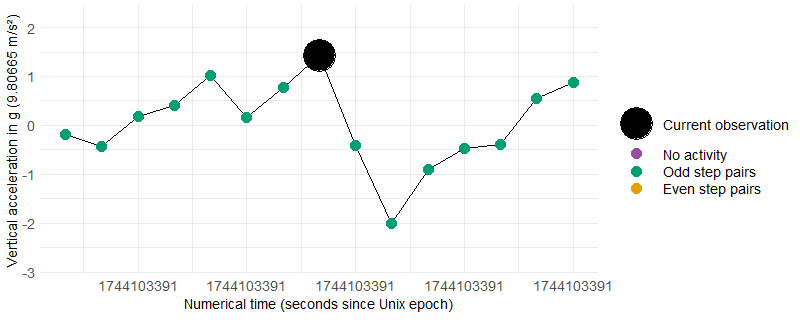 Vertical acceleration in g (9.80665 m/s²)
2
1
0
-1
-2
-3
1744103391 1744103391 1744103391 1744103391 1744103391
Numerical time (seconds since Unix epoch)
Current observation
No activity
Odd step pairs
Even step pairs